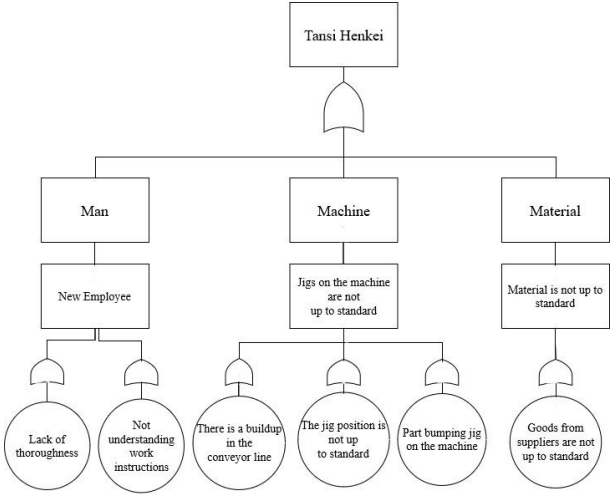 Tansi Henkei
Man
Machine
Material
New Employee
Jigs on the machine
are not
up to standard
Material is not up to
standard
Lack of
thoroughness
Not
understanding
work
instructions
There is a buildup
in the
conveyor line
The jig position is
not up
to standard
Part bumping jig
on the machine
Goods from
suppliers are not
up to standard